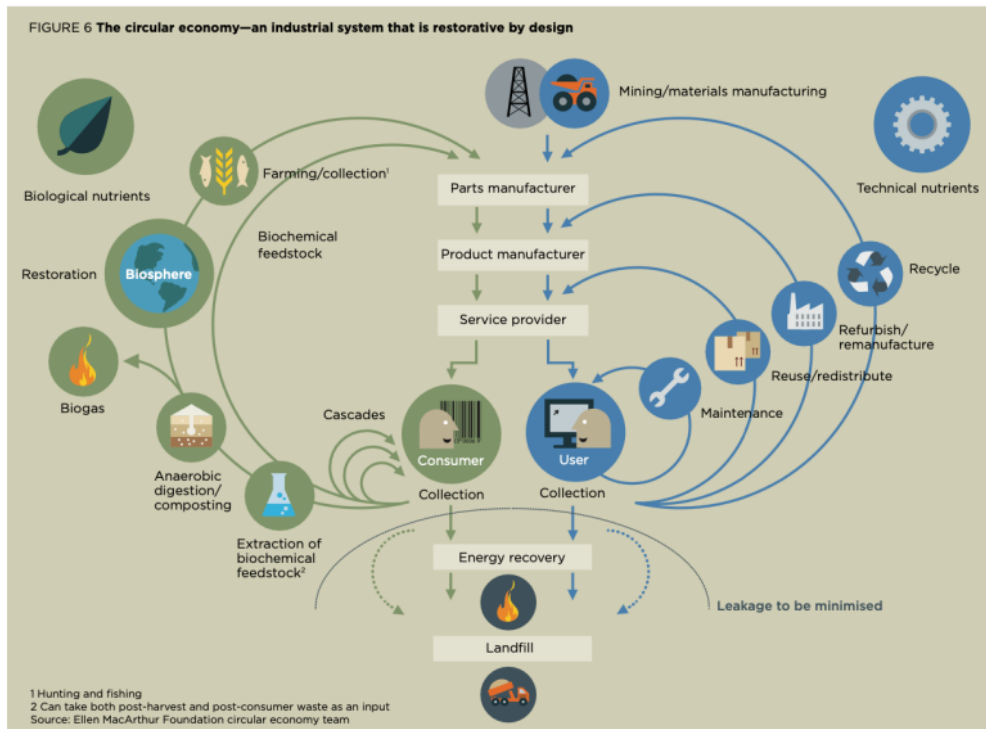 FIGURE 6 The circular economy—an industrial system that is restorative by design
Mining/materials manufacturing
Biological nutrients
Farming/collection¹
Parts manufacturer
Technical nutrients
Biochemical
feedstock
Product manufacturer
Restoration
Biosphere
Recycle
Service provider
Refurbish/
remanufacture
Reuse/redistribute
Biogas
Cascades
Maintenance
Consumer
User
Anaerobic
digestion/
composting
Collection
Collection
Extraction of
biochemical
feedstock²
Energy recovery
Leakage to be minimised
Landfill
1 Hunting and fishing
2 Can take both post-harvest and post-consumer waste as an input
Source: Ellen MacArthur Foundation circular economy team